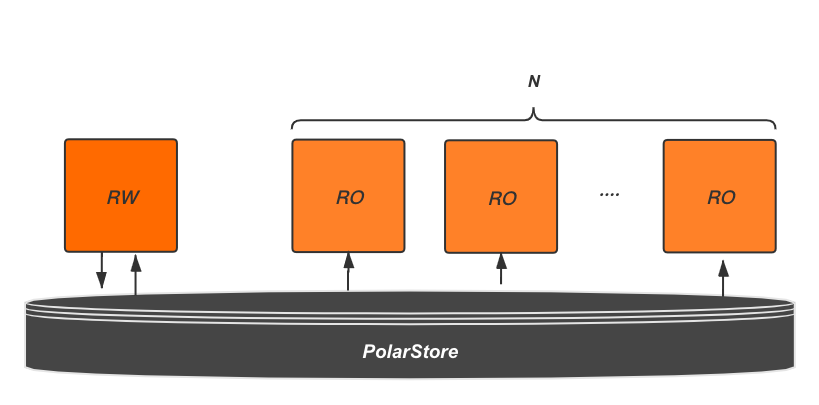 N
RW
RO
RO
....
RO
PolarStore